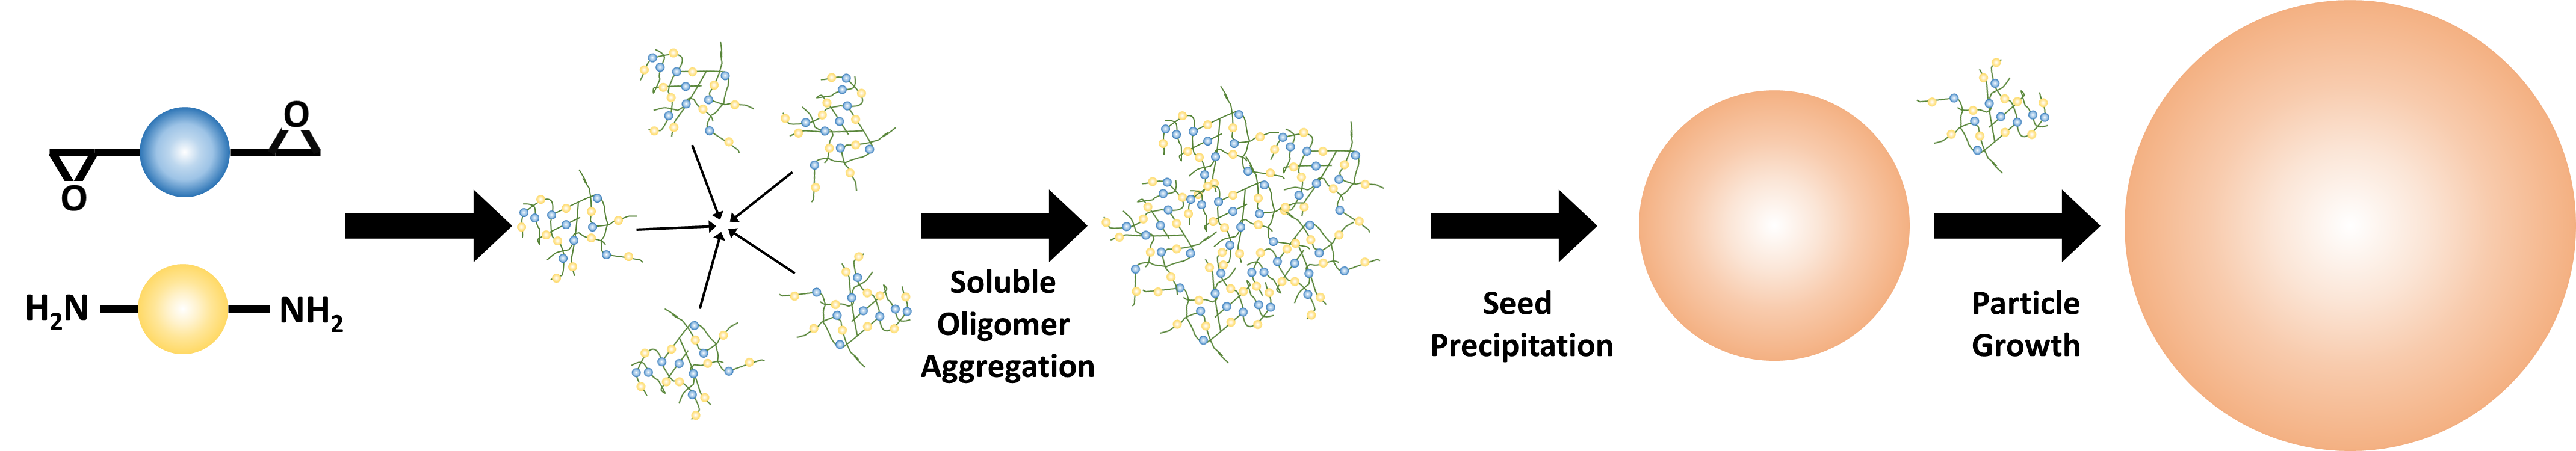 O
O
H₂N
NH₂
Soluble
Oligomer
Aggregation
Seed
Precipitation
Particle
Growth